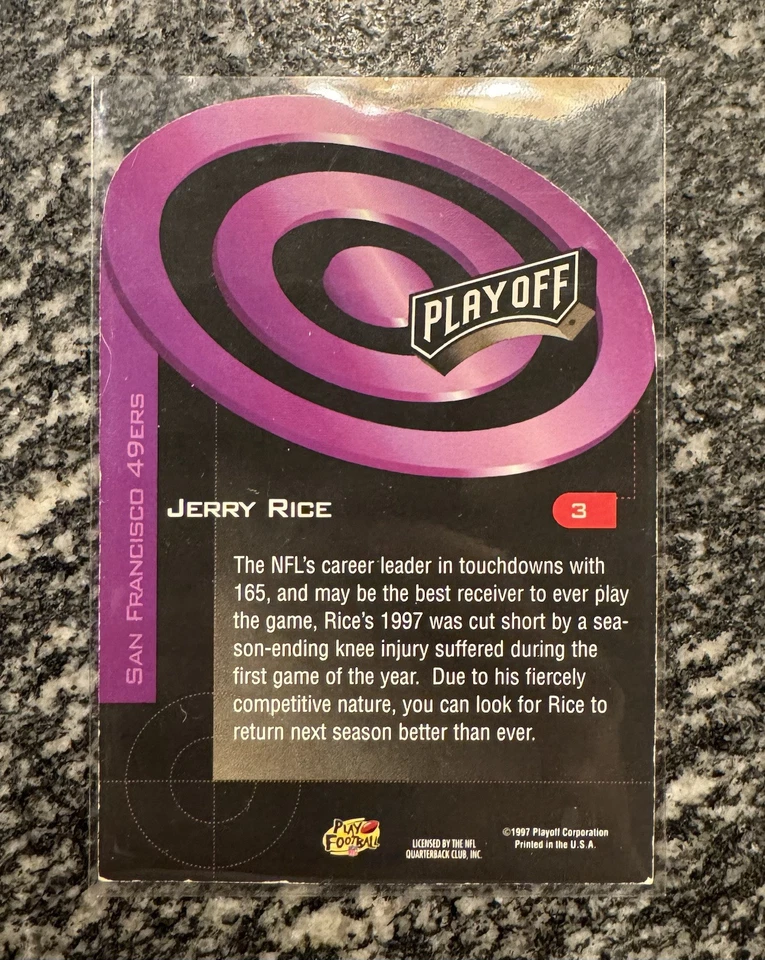 PLAYOFF
SAN FRANCISCO 49ERS
JERRY RICE
3
The NFL's career leader in touchdowns with
165, and may be the best receiver to ever play
the game, Rice's 1997 was cut short by a sea-
son-ending knee injury suffered during the
first game of the year.  Due to his fiercely
competitive nature, you can look for Rice to
return next season better than ever.
PLAY
FOOTBALL
LICENSED BY THE NFL
QUARTERBACK CLUB, INC.
©1997 Playoff Corporation
Printed in the U.S.A.